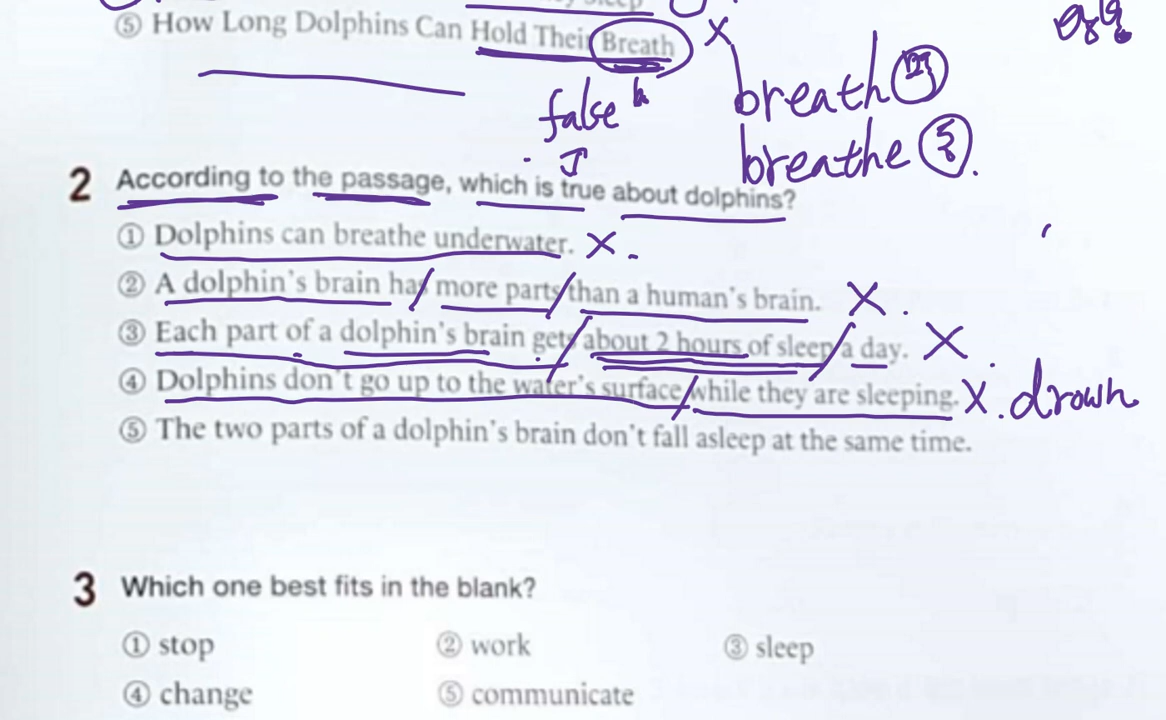 ⑤ How Long Dolphins Can Hold Their Breath X
breath 명
false
breathe 동.
2 According to the passage, which is true about dolphins?
① Dolphins can breathe underwater. X.
② A dolphin's brain has more parts than a human's brain. X.
③ Each part of a dolphin's brain gets about 2 hours of sleep a day. X
④ Dolphins don't go up to the water's surface while they are sleeping. X. drown
⑤ The two parts of a dolphin's brain don't fall asleep at the same time.
3 Which one best fits in the blank?
① stop ② work ③ sleep
④ change ⑤ communicate